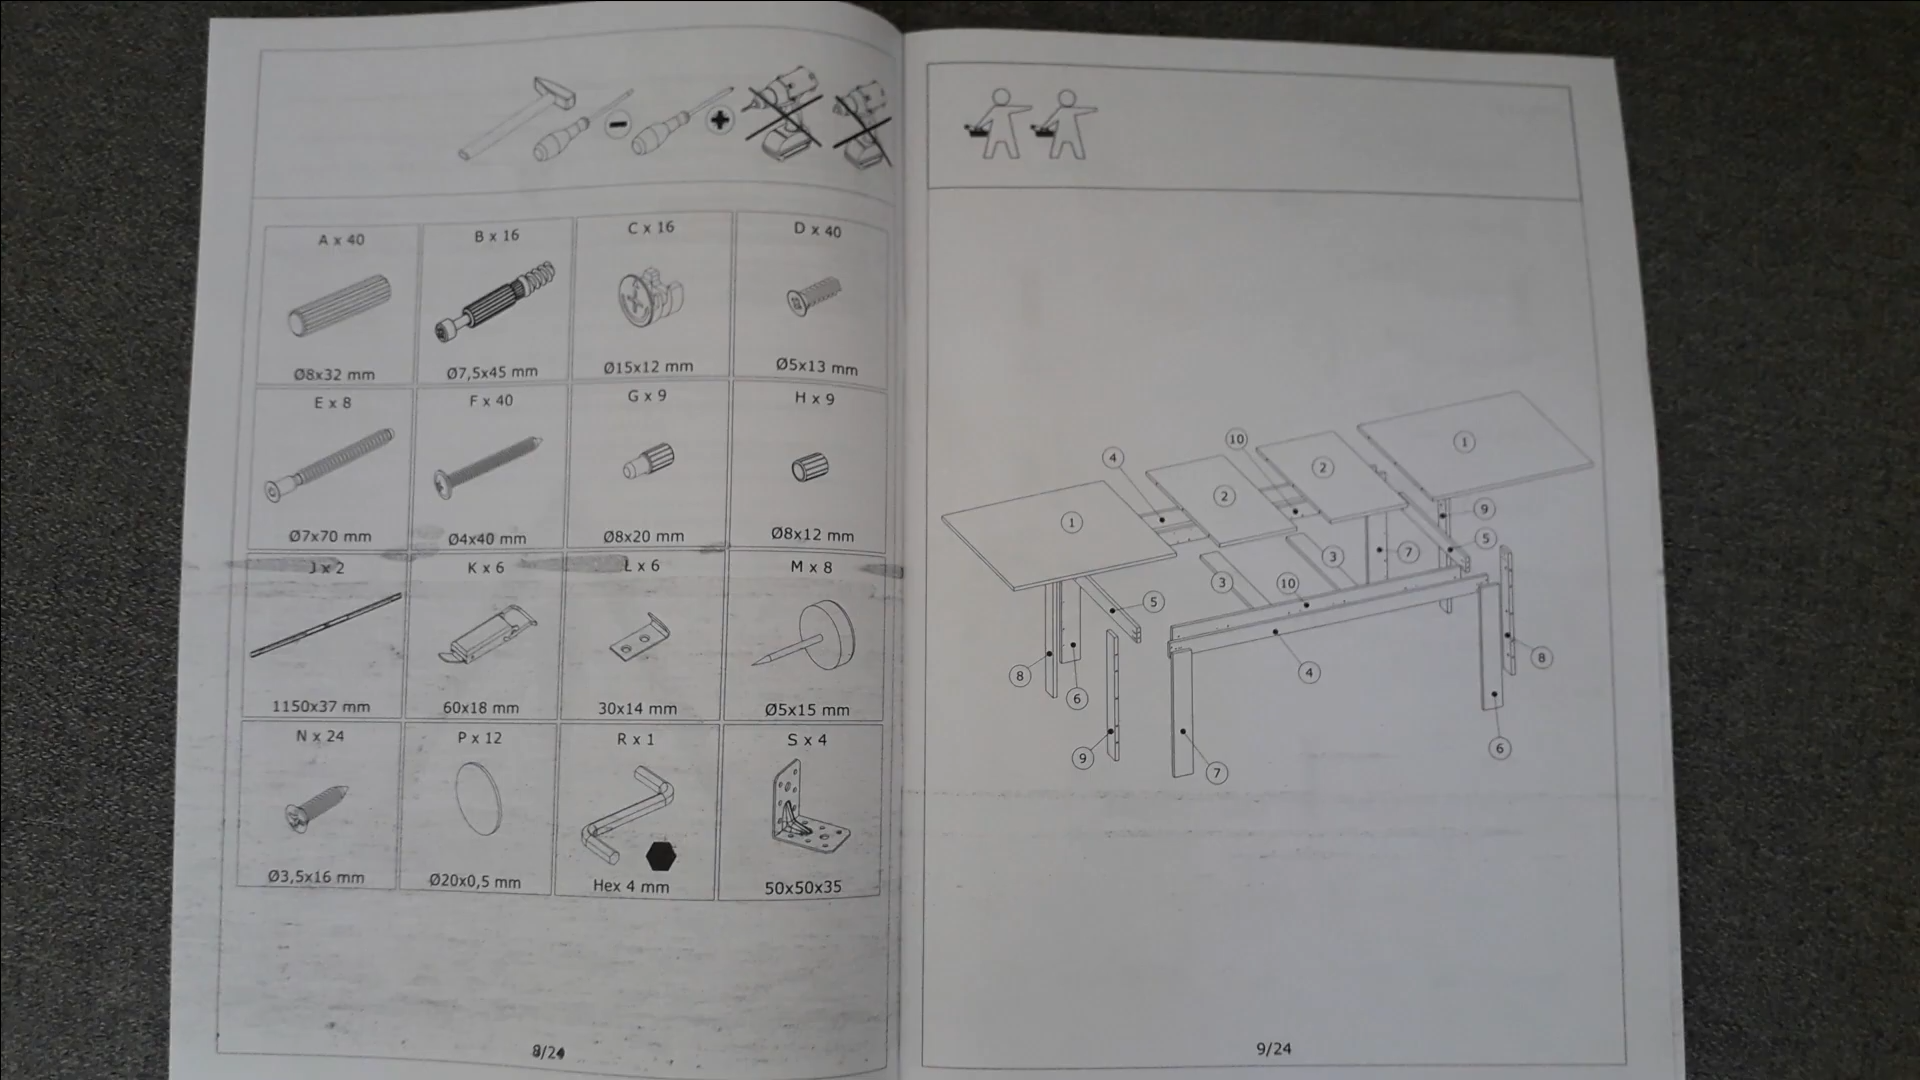 A x 40
B x 16
C x 16
D x 40
Ø8x32 mm
Ø7,5x45 mm
Ø15x12 mm
Ø5x13 mm
E x 8
F x 40
G x 9
H x 9
Ø7x70 mm
Ø4x40 mm
Ø8x20 mm
Ø8x12 mm
J x 2
K x 6
L x 6
M x 8
1150x37 mm
60x18 mm
30x14 mm
Ø5x15 mm
N x 24
P x 12
R x 1
S x 4
Ø3,5x16 mm
Ø20x0,5 mm
Hex 4 mm
50x50x35
8/24
10
1
4
2
2
1
9
5
3
7
3
10
5
8
6
4
8
9
7
6
9/24